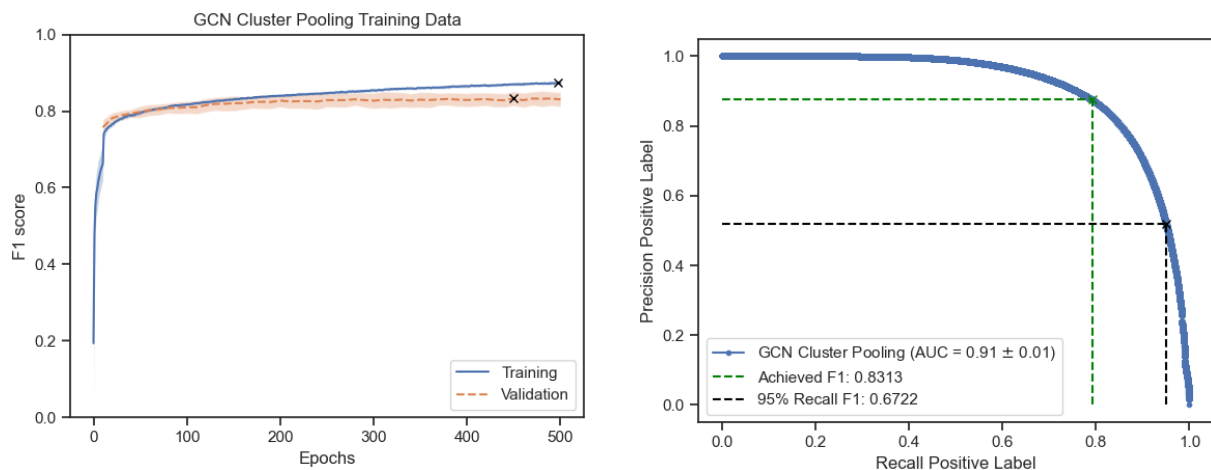 GCN Cluster Pooling Training Data
1.0
0.8
0.6
0.4
0.2
0.0
F1 score
0
100
200
300
400
500
Epochs
Training
Validation
1.0
0.8
0.6
0.4
0.2
0.0
Precision Positive Label
0.0
0.2
0.4
0.6
0.8
1.0
Recall Positive Label
GCN Cluster Pooling (AUC = 0.91 ± 0.01)
Achieved F1: 0.8313
95% Recall F1: 0.6722